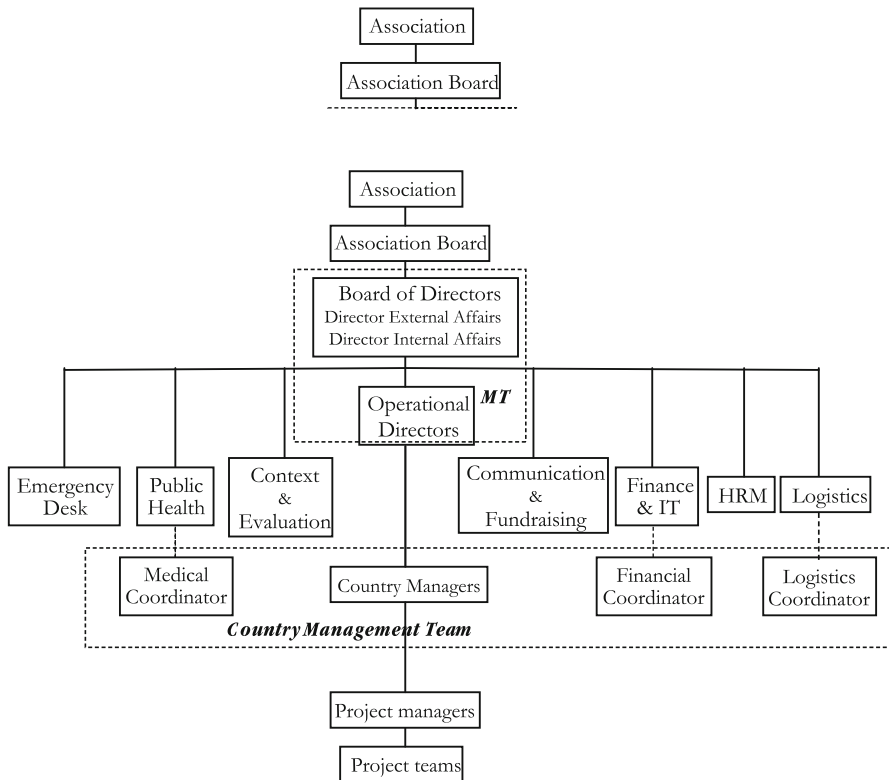 Association
Association Board
Association
Association Board
Board of Directors
Director External Affairs
Director Internal Affairs
Operational
Directors
MT
Emergency
Desk
Public
Health
Context
&
Evaluation
Communication
&
Fundraising
Finance
& IT
HRM
Logistics
Medical
Coordinator
Country Managers
Financial
Coordinator
Logistics
Coordinator
Country Management Team
Project managers
Project teams